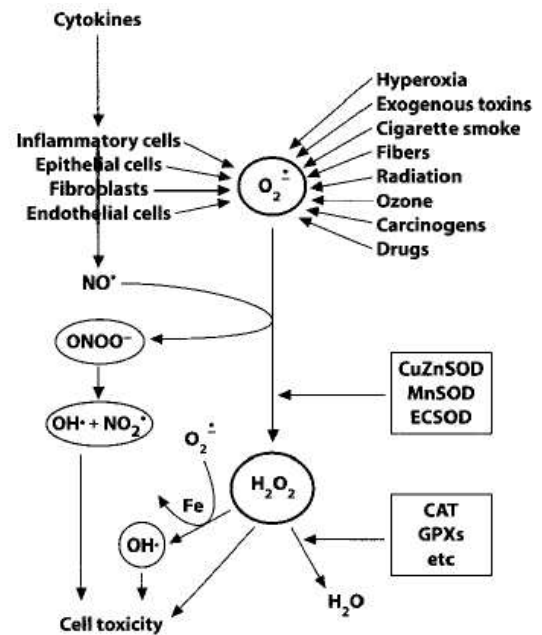 Cytokines
Hyperoxia
Exogenous toxins
Cigarette smoke
Fibers
Radiation
Ozone
Carcinogens
Drugs
Inflammatory cells
Epithelial cells
Fibroblasts
Endothelial cells
O₂•̲
NO•
ONOO⁻
OH• + NO₂•
CuZnSOD
MnSOD
ECSOD
O₂•̲
Fe
H₂O₂
OH•
CAT
GPXs
etc
H₂O
Cell toxicity